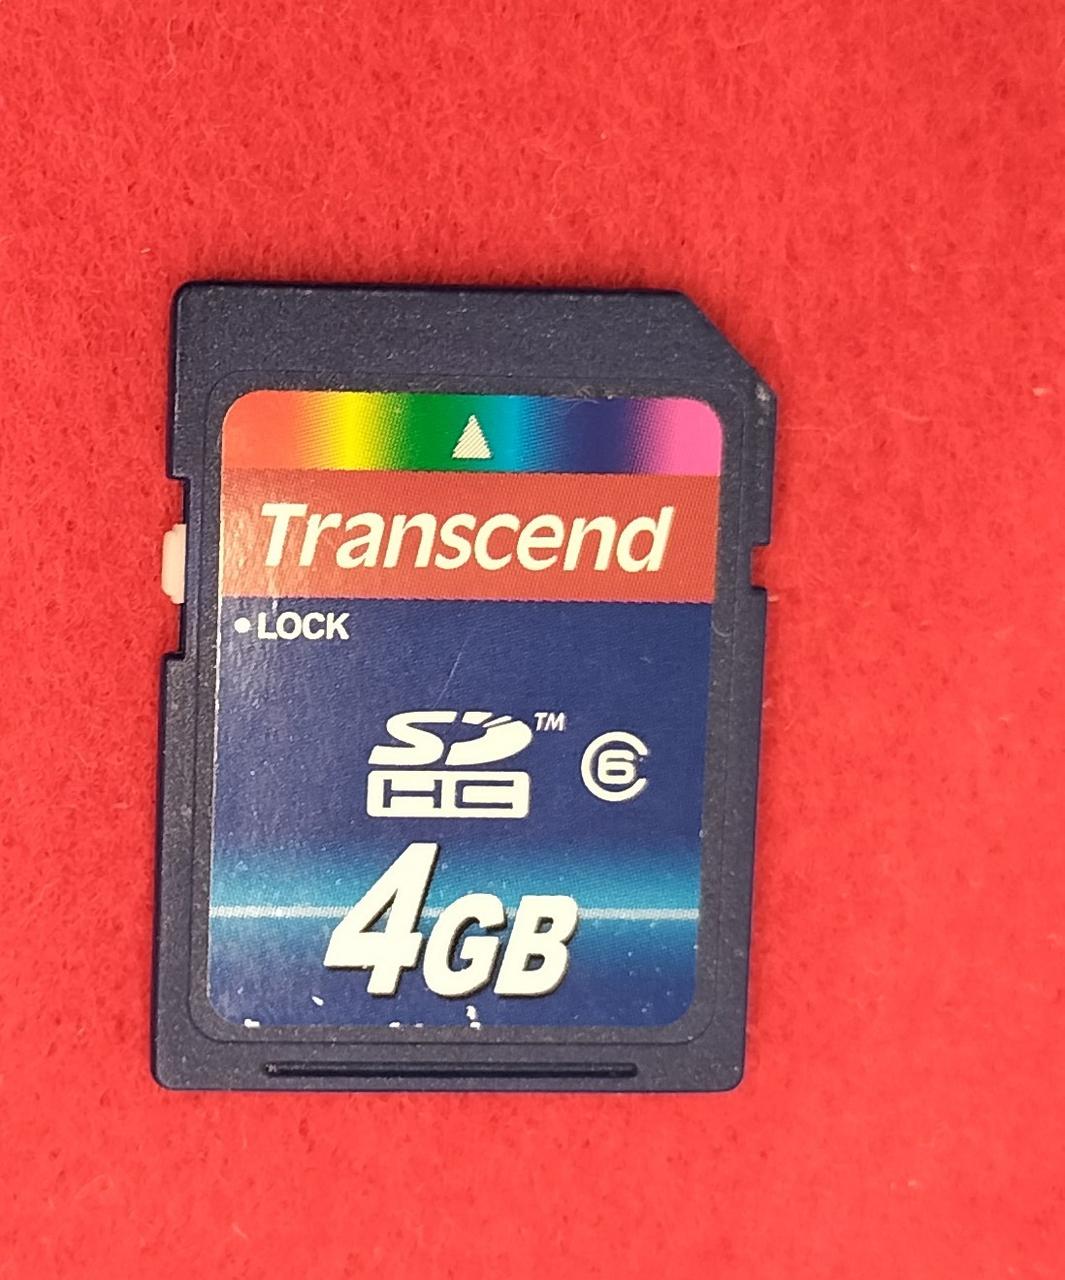 Transcend
•LOCK
SD™
HC
6
4GB